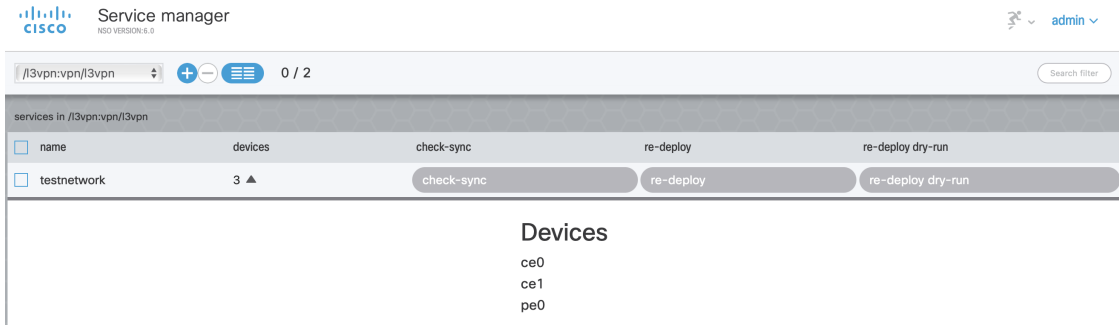 Service manager
CISCO NSO VERSION:6.0 admin
/l3vpn:vpn/l3vpn + − 0 / 2 Search filter
services in /l3vpn:vpn/l3vpn
name devices check-sync re-deploy re-deploy dry-run
testnetwork 3 ▲ check-sync re-deploy re-deploy dry-run
Devices
ce0
ce1
pe0